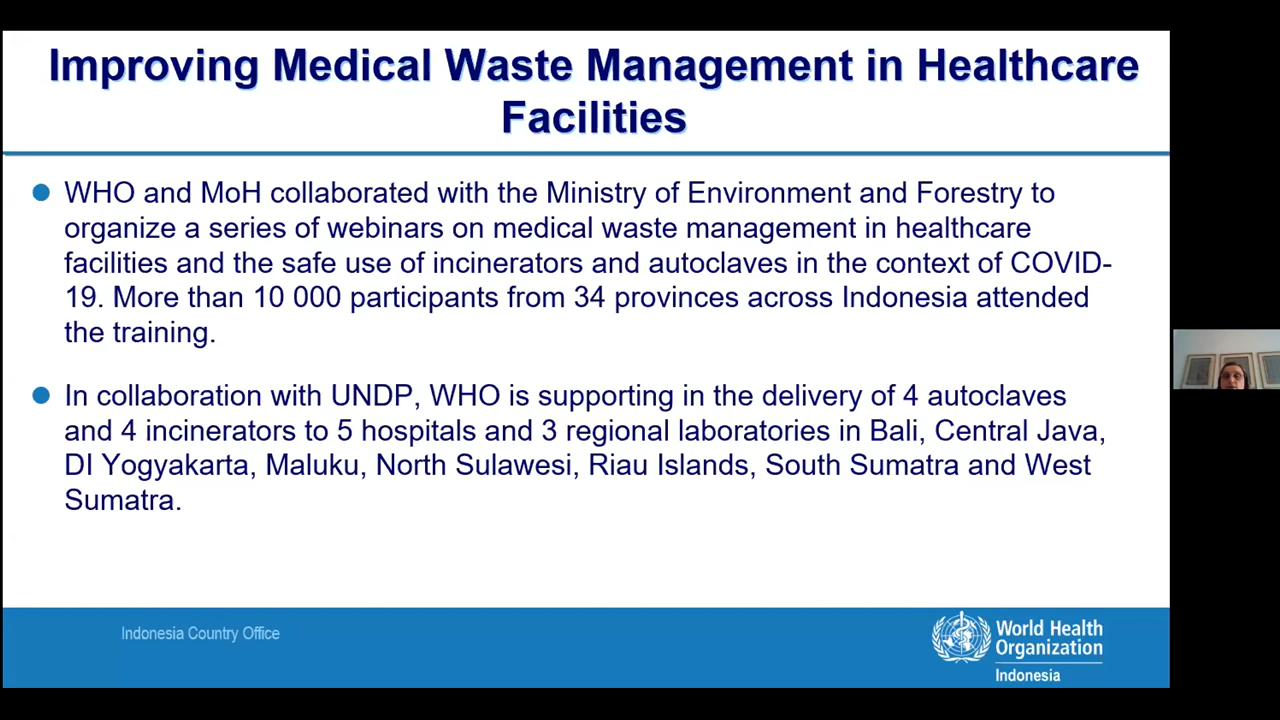 Improving Medical Waste Management in Healthcare
Facilities
WHO and MoH collaborated with the Ministry of Environment and Forestry to
organize a series of webinars on medical waste management in healthcare
facilities and the safe use of incinerators and autoclaves in the context of COVID-
19. More than 10 000 participants from 34 provinces across Indonesia attended
the training.
In collaboration with UNDP, WHO is supporting in the delivery of 4 autoclaves
and 4 incinerators to 5 hospitals and 3 regional laboratories in Bali, Central Java,
DI Yogyakarta, Maluku, North Sulawesi, Riau Islands, South Sumatra and West
Sumatra.
Indonesia Country Office
World Health
Organization
Indonesia